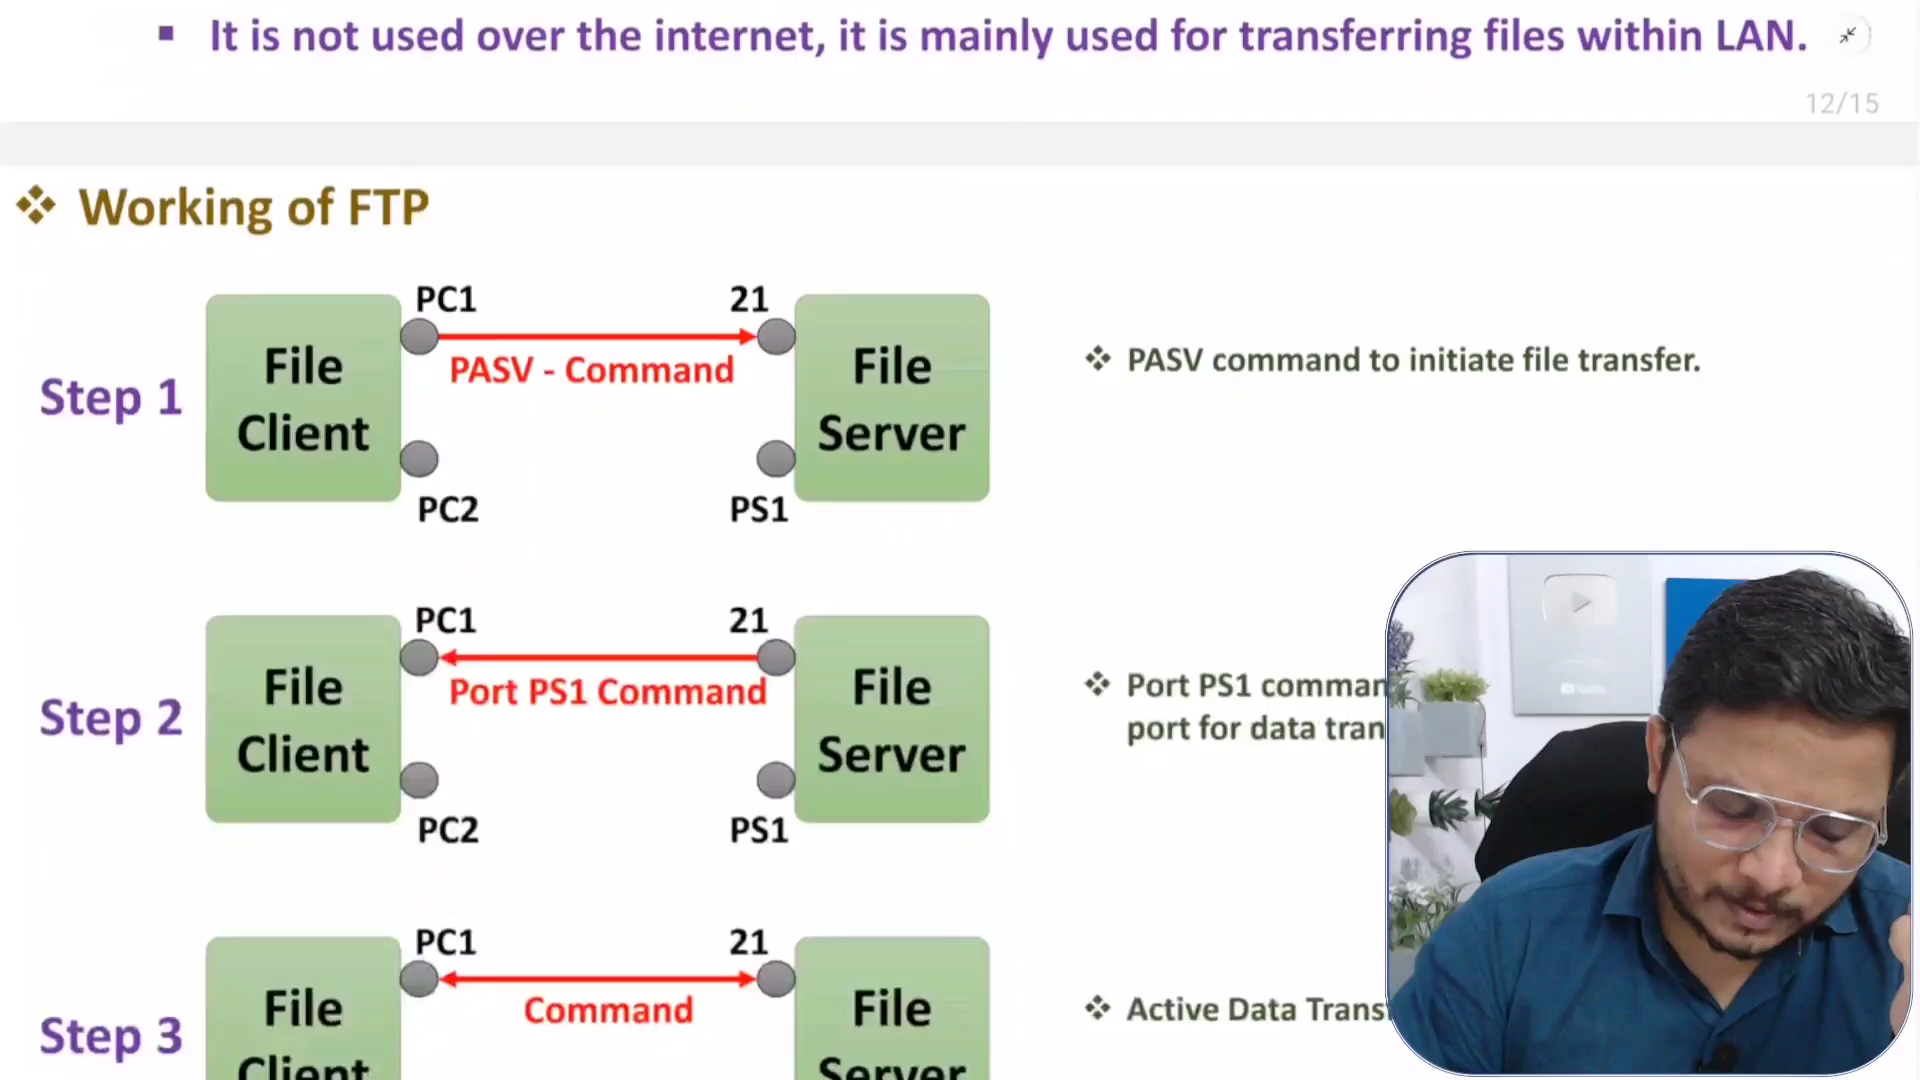 It is not used over the internet, it is mainly used for transferring files within LAN.
12/15
Working of FTP
Step 1
File
Client
PC1
PC2
PASV - Command
21
PS1
File
Server
PASV command to initiate file transfer.
Step 2
File
Client
PC1
PC2
Port PS1 Command
21
PS1
File
Server
Port PS1
port for data
Step 3
File
Client
PC1
Command
21
File
Server
Active Data